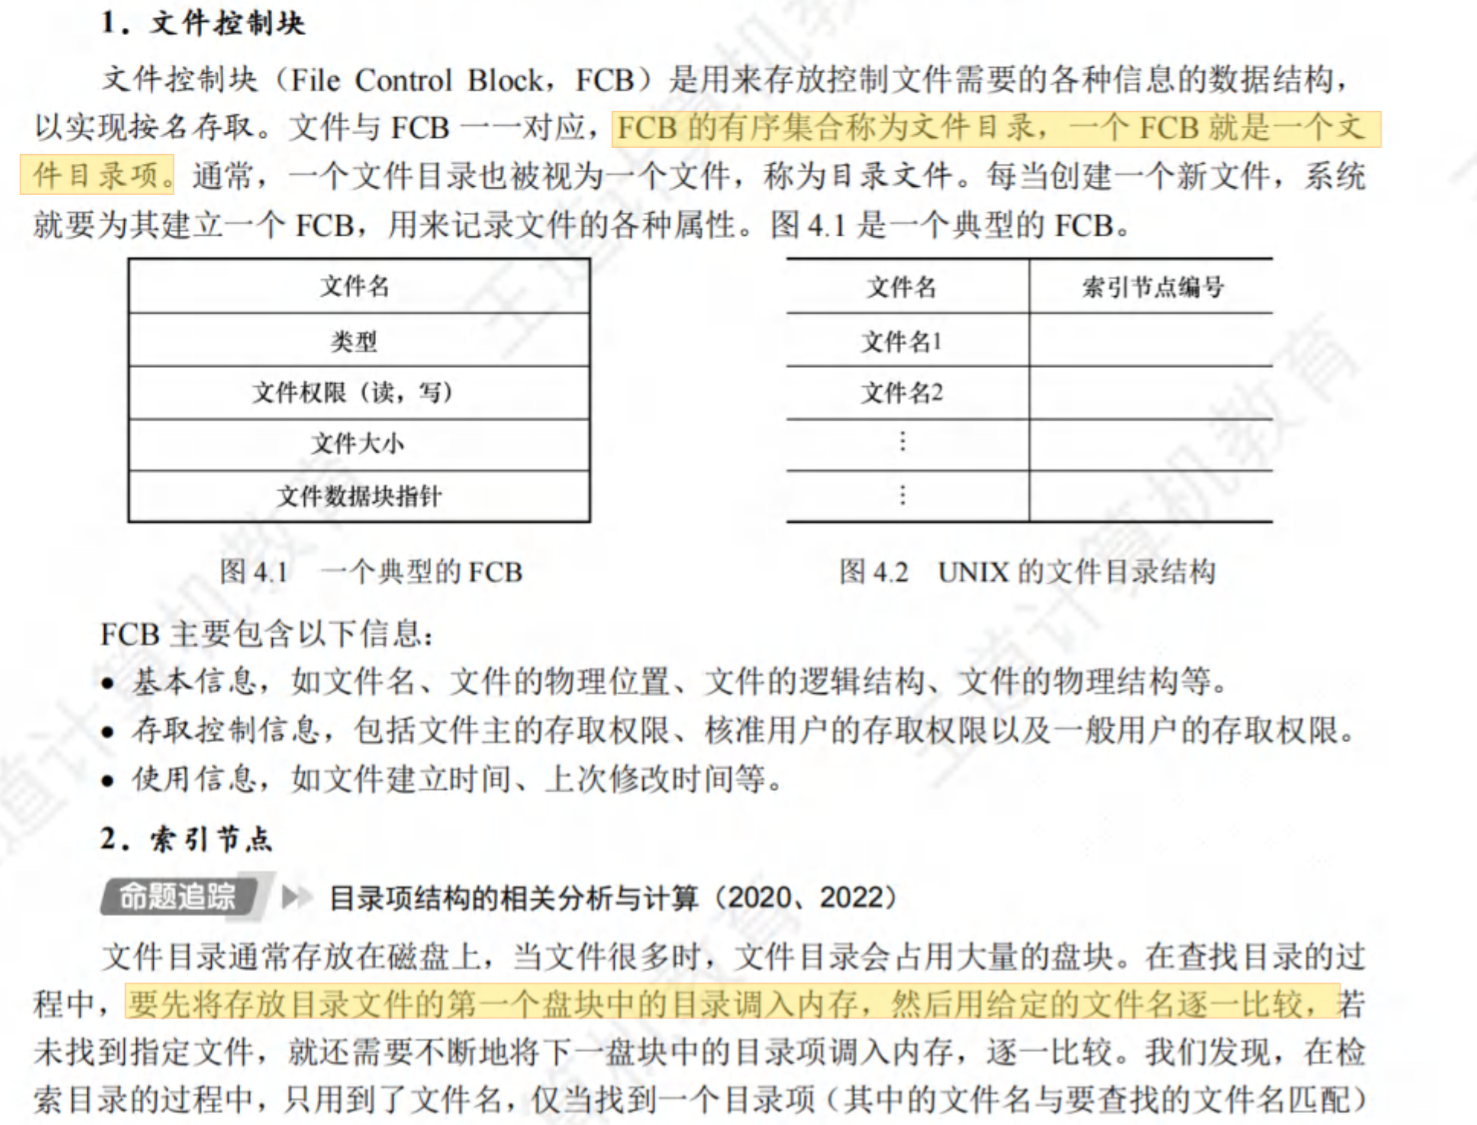 1．文件控制块
文件控制块（File Control Block，FCB）是用来存放控制文件需要的各种信息的数据结构，
以实现按名存取。文件与 FCB 一一对应，FCB 的有序集合称为文件目录，一个 FCB 就是一个文
件目录项。通常，一个文件目录也被视为一个文件，称为目录文件。每当创建一个新文件，系统
就要为其建立一个 FCB，用来记录文件的各种属性。图 4.1 是一个典型的 FCB。
文件名
类型
文件权限（读，写）
文件大小
文件数据块指针
图 4.1 一个典型的 FCB
文件名 索引节点编号
文件名1
文件名2
⋮
⋮
图 4.2 UNIX 的文件目录结构
FCB 主要包含以下信息：
● 基本信息，如文件名、文件的物理位置、文件的逻辑结构、文件的物理结构等。
● 存取控制信息，包括文件主的存取权限、核准用户的存取权限以及一般用户的存取权限。
● 使用信息，如文件建立时间、上次修改时间等。
2．索引节点
命题追踪 目录项结构的相关分析与计算（2020、2022）
文件目录通常存放在磁盘上，当文件很多时，文件目录会占用大量的盘块。在查找目录的过
程中，要先将存放目录文件的第一个盘块中的目录调入内存，然后用给定的文件名逐一比较，若
未找到指定文件，就还需要不断地将下一盘块中的目录项调入内存，逐一比较。我们发现，在检
索目录的过程中，只用到了文件名，仅当找到一个目录项（其中的文件名与要查找的文件名匹配）
王道计算机教育
王道计算机教育
道计算机教育
算机教育